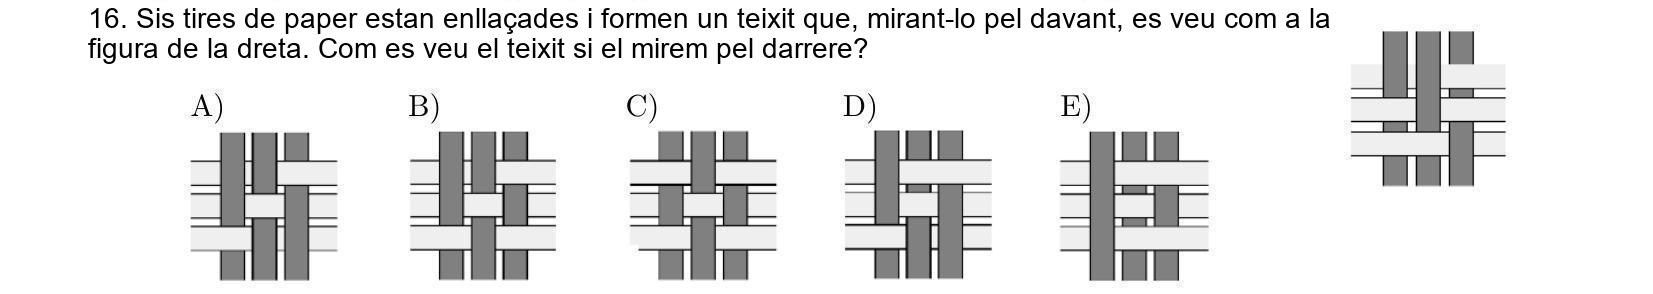 16. Sis tires de paper estan enllaçades i formen un teixit que, mirant-lo pel davant, es veu com a la
figura de la dreta. Com es veu el teixit si el mirem pel darrere?
A) B) C) D) E)